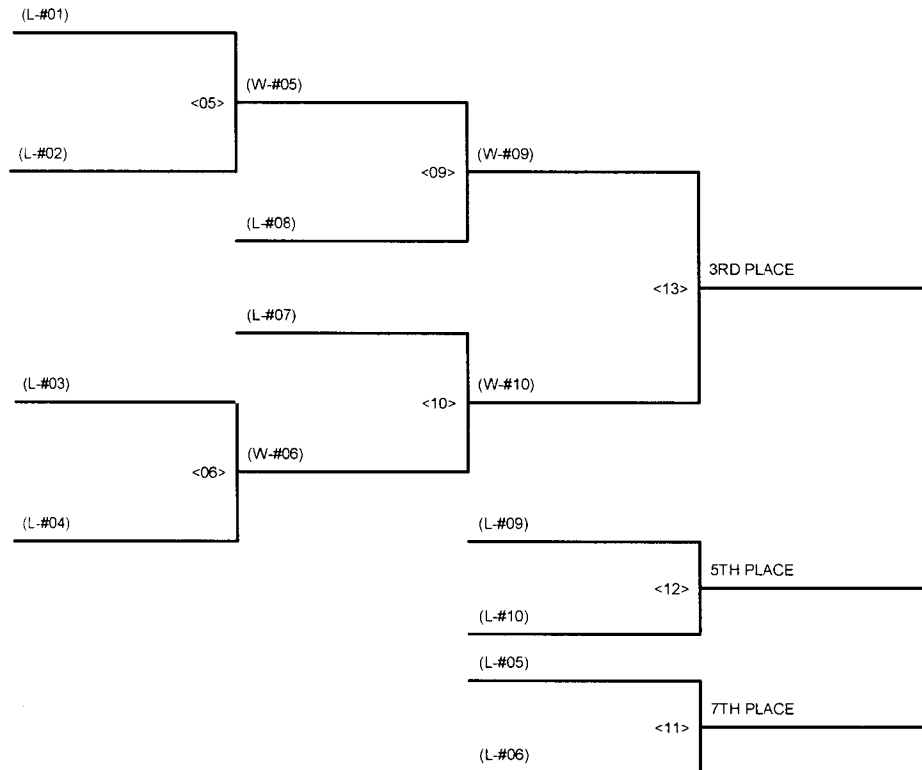 (L-#01)
(W-#05)
<05>
(L-#02)
(W-#09)
<09>
(L-#08)
3RD PLACE
<13>
(L-#07)
(L-#03)
(W-#10)
<10>
(W-#06)
<06>
(L-#04)
(L-#09)
5TH PLACE
<12>
(L-#10)
(L-#05)
7TH PLACE
<11>
(L-#06)